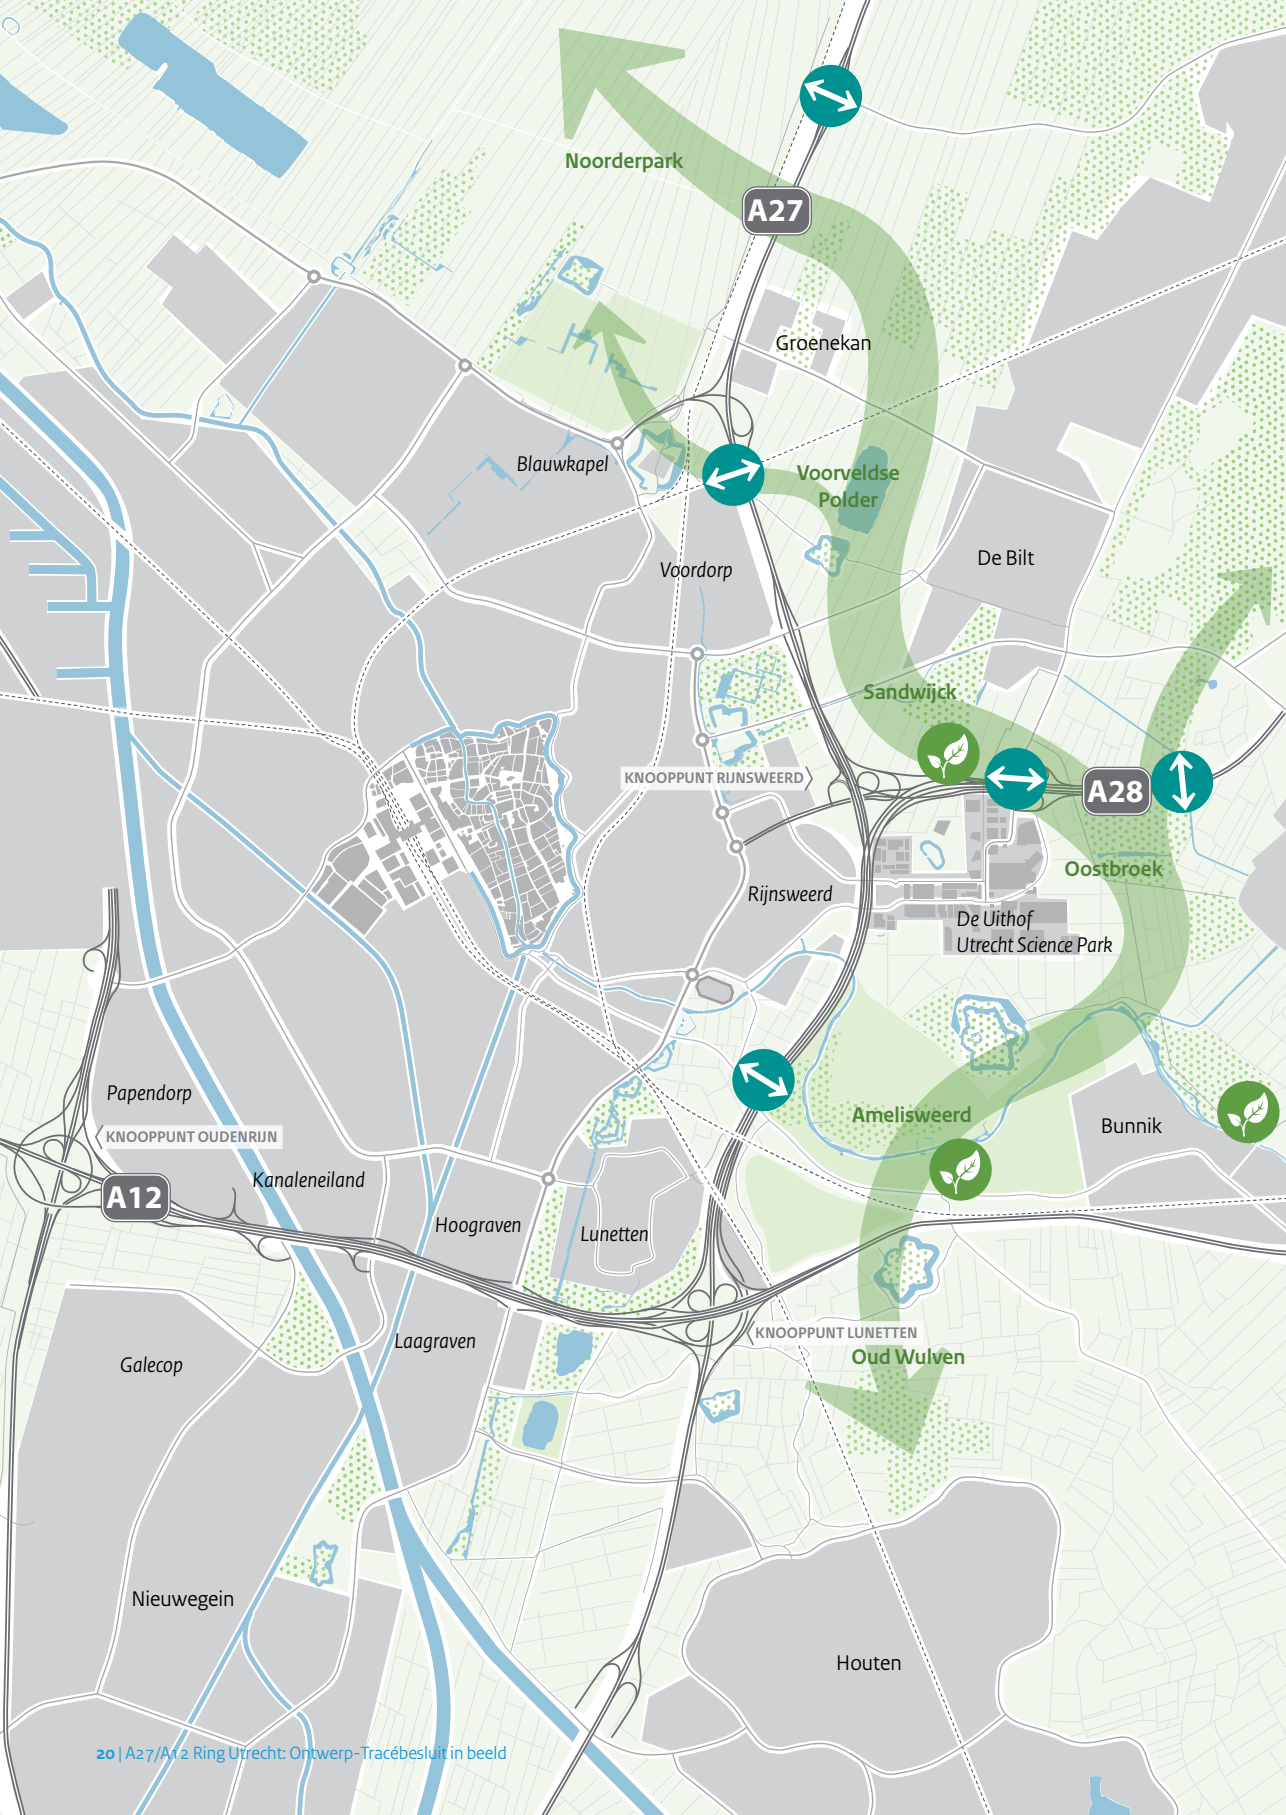 Noorderpark
A27
Groenekan
Blauwkapel
Voorveldse
Polder
Voordorp
De Bilt
Sandwijck
KNOOPPUNT RIJNSWEERD
A28
Oostbroek
Rijnsweerd
De Uithof
Utrecht Science Park
Papendorp
Amelisweerd
Bunnik
KNOOPPUNT OUDENRIJN
Kanaleneiland
A12
Hoograven
Lunetten
KNOOPPUNT LUNETTEN
Laagraven
Oud Wulven
Galecop
Nieuwegein
Houten
20 | A27/A12 Ring Utrecht: Ontwerp-Tracébesluit in beeld